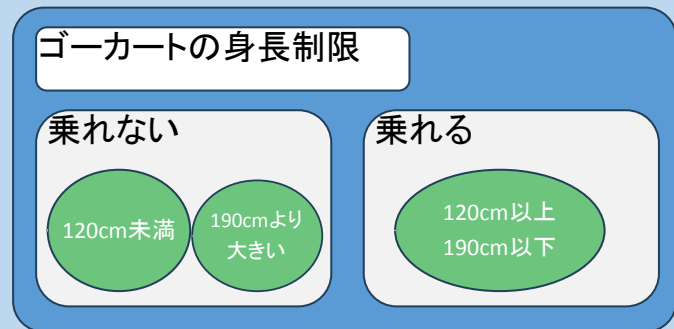 ゴーカートの身長制限
乗れない
120cm未満
190cmより
大きい
乗れる
120cm以上
190cm以下